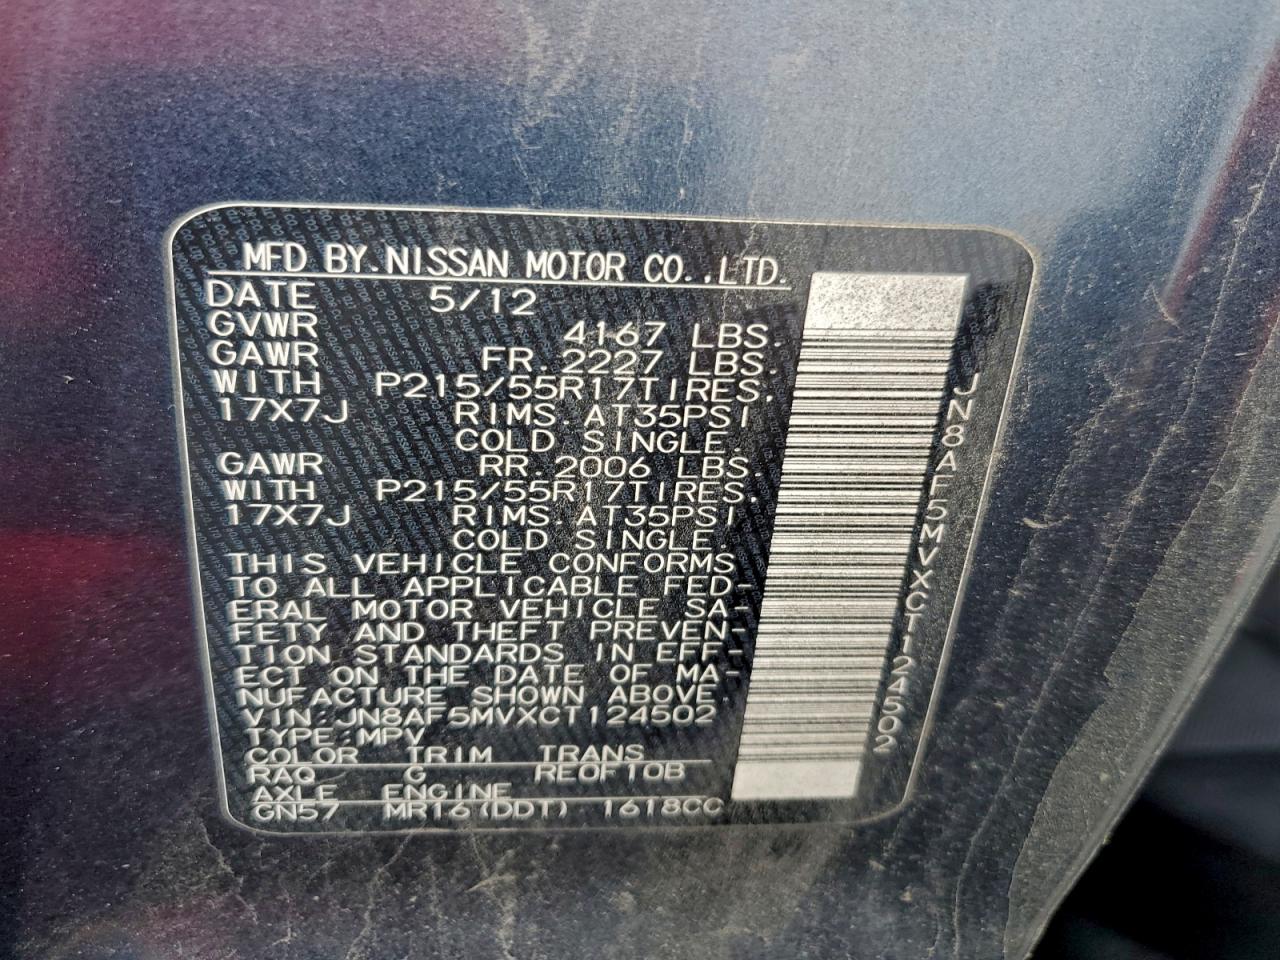 MFD BY.NISSAN MOTOR CO.,LTD.
DATE 5/12
GVWR 4167 LBS.
GAWR FR. 2227 LBS.
WITH P215/55R17TIRES.
17X7J RIMS. AT35PSI
COLD SINGLE.
GAWR RR. 2006 LBS.
WITH P215/55R17TIRES.
17X7J RIMS. AT35PSI
COLD SINGLE.
THIS VEHICLE CONFORMS
TO ALL APPLICABLE FED-
ERAL MOTOR VEHICLE SA-
FETY AND THEFT PREVEN-
TION STANDARDS IN EFF-
ECT ON THE DATE OF MA-
NUFACTURE SHOWN ABOVE.
VIN:JN8AF5MVXCT124502
TYPE:MPV
COLOR TRIM TRANS
RAQ G RE0F10B
AXLE ENGINE
GN57 MR16(DDT) 1618CC
JN8AF5MVXCT124502